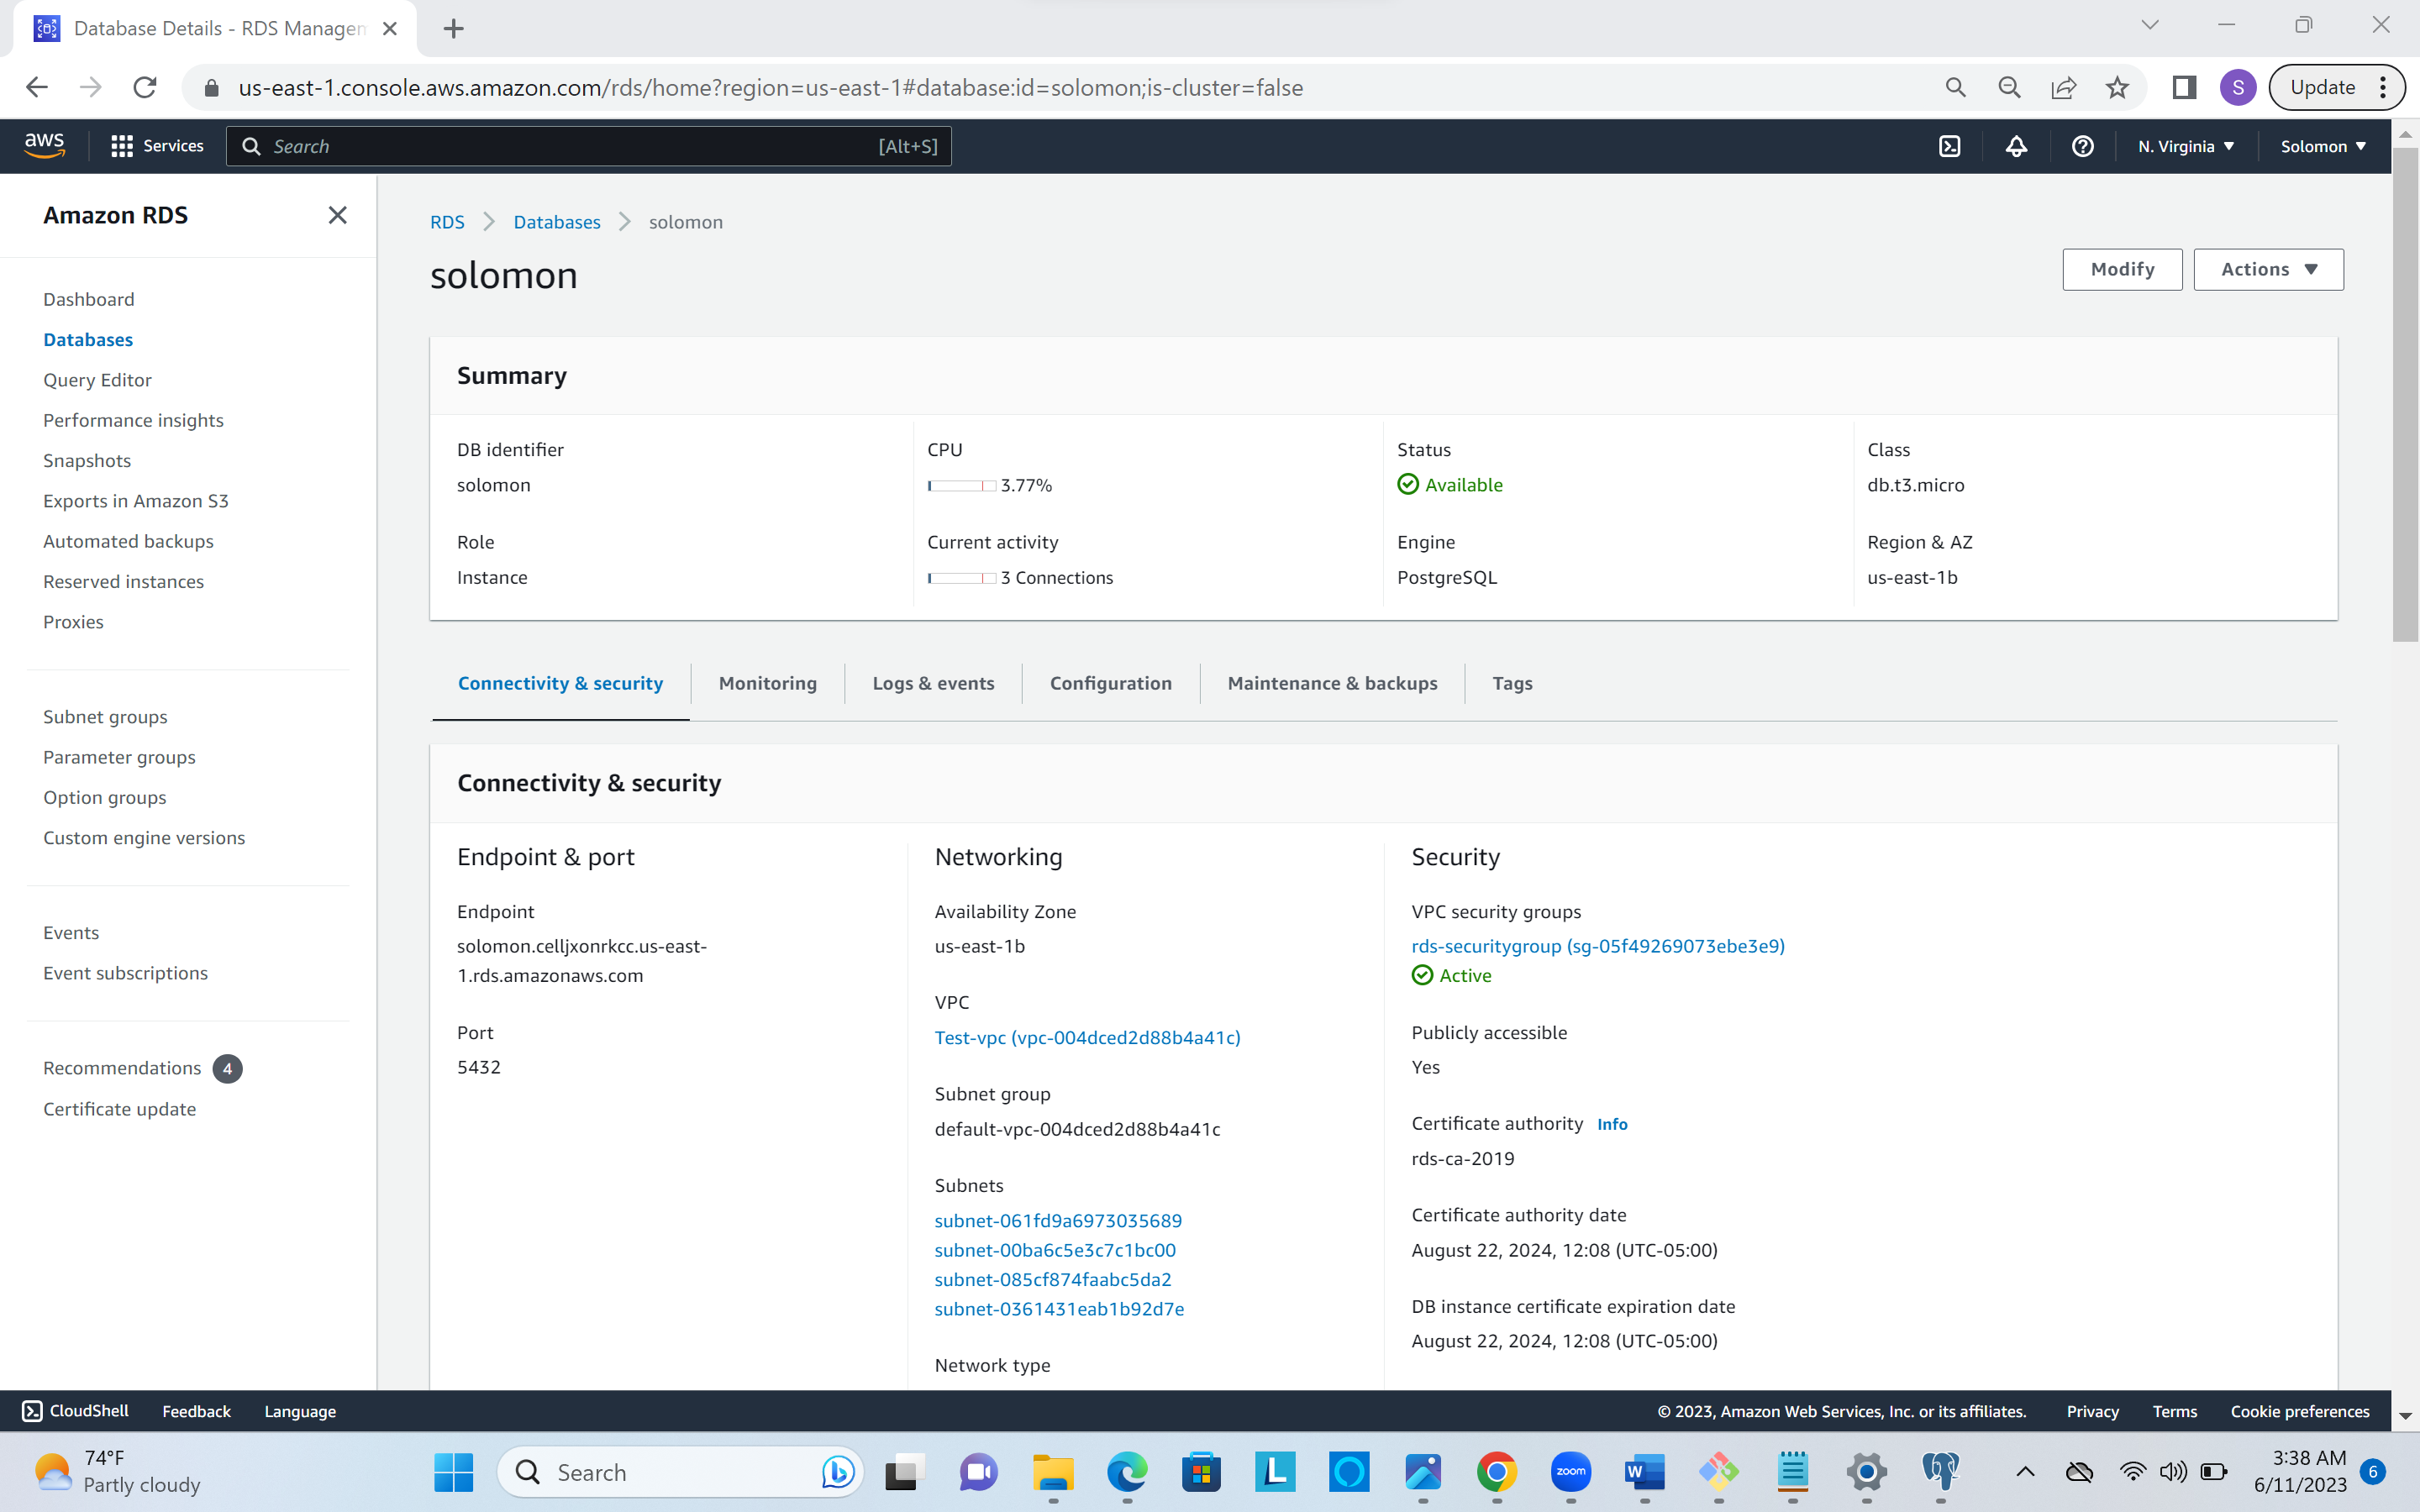 Database Details - RDS Managem
us-east-1.console.aws.amazon.com/rds/home?region=us-east-1#database:id=solomon;is-cluster=false
S
Update
aws
Services
Search
[Alt+S]
N. Virginia
Solomon
Amazon RDS
Dashboard
Databases
Query Editor
Performance insights
Snapshots
Exports in Amazon S3
Automated backups
Reserved instances
Proxies
Subnet groups
Parameter groups
Option groups
Custom engine versions
Events
Event subscriptions
Recommendations 4
Certificate update
RDS > Databases > solomon
solomon
Modify
Actions
Summary
DB identifier
solomon
CPU
3.77%
Status
Available
Class
db.t3.micro
Role
Instance
Current activity
3 Connections
Engine
PostgreSQL
Region & AZ
us-east-1b
Connectivity & security
Monitoring
Logs & events
Configuration
Maintenance & backups
Tags
Connectivity & security
Endpoint & port
Endpoint
solomon.celljxonrkcc.us-east-
1.rds.amazonaws.com
Port
5432
Networking
Availability Zone
us-east-1b
VPC
Test-vpc (vpc-004dced2d88b4a41c)
Subnet group
default-vpc-004dced2d88b4a41c
Subnets
subnet-061fd9a6973035689
subnet-00ba6c5e3c7c1bc00
subnet-085cf874faabc5da2
subnet-0361431eab1b92d7e
Network type
Security
VPC security groups
rds-securitygroup (sg-05f49269073ebe3e9)
Active
Publicly accessible
Yes
Certificate authority Info
rds-ca-2019
Certificate authority date
August 22, 2024, 12:08 (UTC-05:00)
DB instance certificate expiration date
August 22, 2024, 12:08 (UTC-05:00)
CloudShell
Feedback
Language
© 2023, Amazon Web Services, Inc. or its affiliates.
Privacy
Terms
Cookie preferences
74°F
Partly cloudy
Search
L
zoom
W
3:38 AM
6/11/2023
6